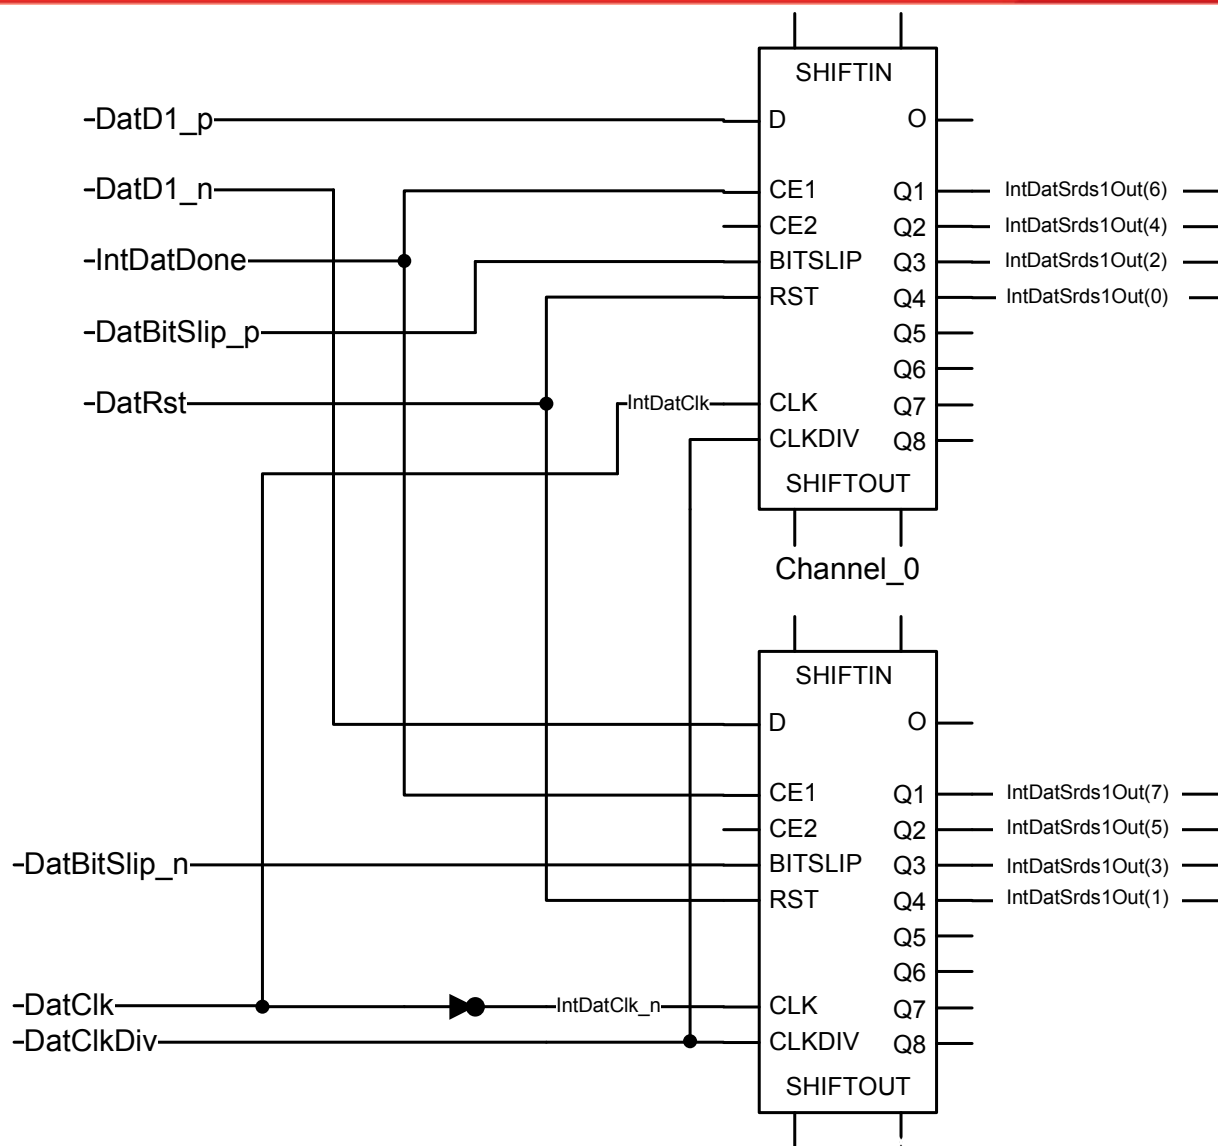 SHIFTIN
-DatD1_p
D
O
-DatD1_n
CE1
Q1
IntDatSrds1Out(6)
CE2
Q2
IntDatSrds1Out(4)
-IntDatDone
BITSLIP
Q3
IntDatSrds1Out(2)
RST
Q4
IntDatSrds1Out(0)
-DatBitSlip_p
Q5
Q6
-DatRst
IntDatClk
CLK
Q7
CLKDIV
Q8
SHIFTOUT
Channel_0
SHIFTIN
D
O
CE1
Q1
IntDatSrds1Out(7)
CE2
Q2
IntDatSrds1Out(5)
-DatBitSlip_n
BITSLIP
Q3
IntDatSrds1Out(3)
RST
Q4
IntDatSrds1Out(1)
Q5
Q6
-DatClk
IntDatClk_n
CLK
Q7
-DatClkDiv
CLKDIV
Q8
SHIFTOUT